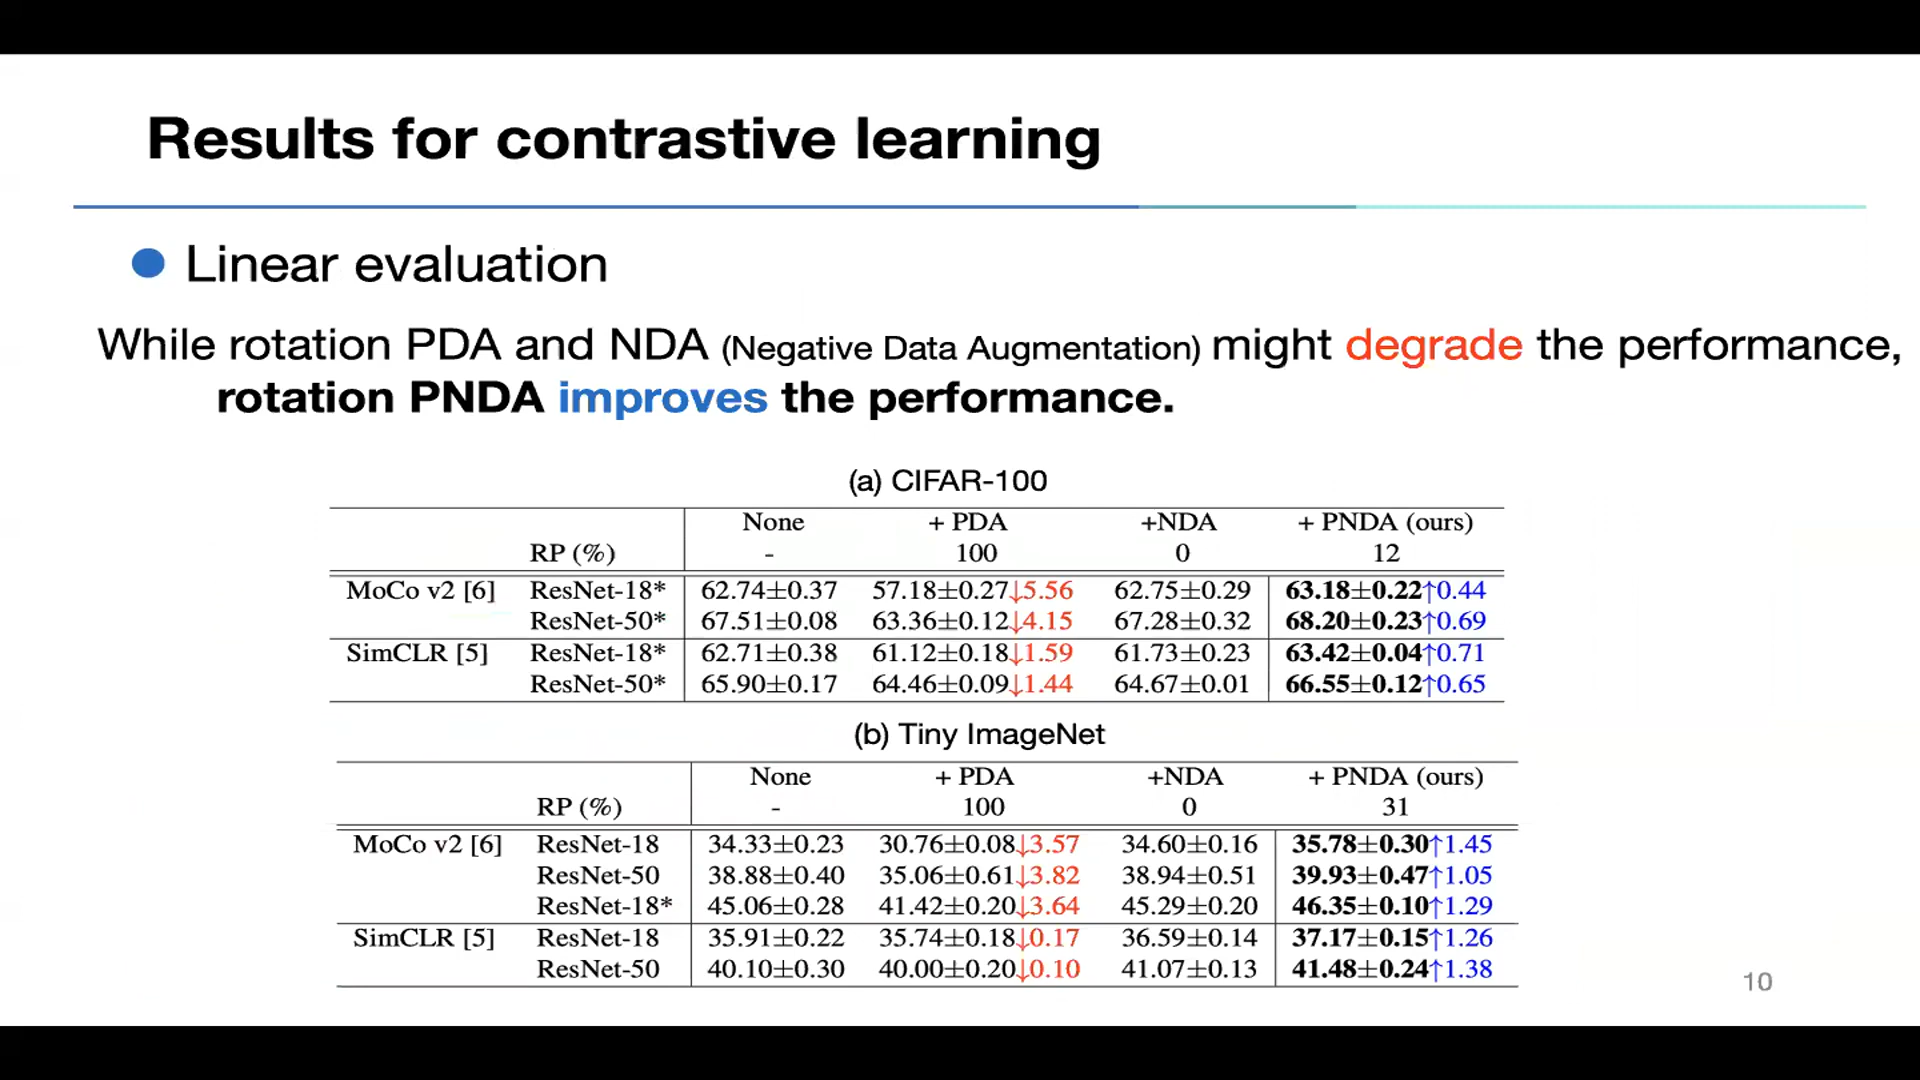 Results for contrastive learning
Linear evaluation
While rotation PDA and NDA (Negative Data Augmentation) might degrade the performance,
rotation PNDA improves the performance.
(a) CIFAR-100
None + PDA +NDA + PNDA (ours)
RP (%) - 100 0 12
MoCo v2 [6] ResNet-18* 62.74±0.37 57.18±0.27↓5.56 62.75±0.29 63.18±0.22↑0.44
ResNet-50* 67.51±0.08 63.36±0.12↓4.15 67.28±0.32 68.20±0.23↑0.69
SimCLR [5] ResNet-18* 62.71±0.38 61.12±0.18↓1.59 61.73±0.23 63.42±0.04↑0.71
ResNet-50* 65.90±0.17 64.46±0.09↓1.44 64.67±0.01 66.55±0.12↑0.65
(b) Tiny ImageNet
None + PDA +NDA + PNDA (ours)
RP (%) - 100 0 31
MoCo v2 [6] ResNet-18 34.33±0.23 30.76±0.08↓3.57 34.60±0.16 35.78±0.30↑1.45
ResNet-50 38.88±0.40 35.06±0.61↓3.82 38.94±0.51 39.93±0.47↑1.05
ResNet-18* 45.06±0.28 41.42±0.20↓3.64 45.29±0.20 46.35±0.10↑1.29
SimCLR [5] ResNet-18 35.91±0.22 35.74±0.18↓0.17 36.59±0.14 37.17±0.15↑1.26
ResNet-50 40.10±0.30 40.00±0.20↓0.10 41.07±0.13 41.48±0.24↑1.38
10